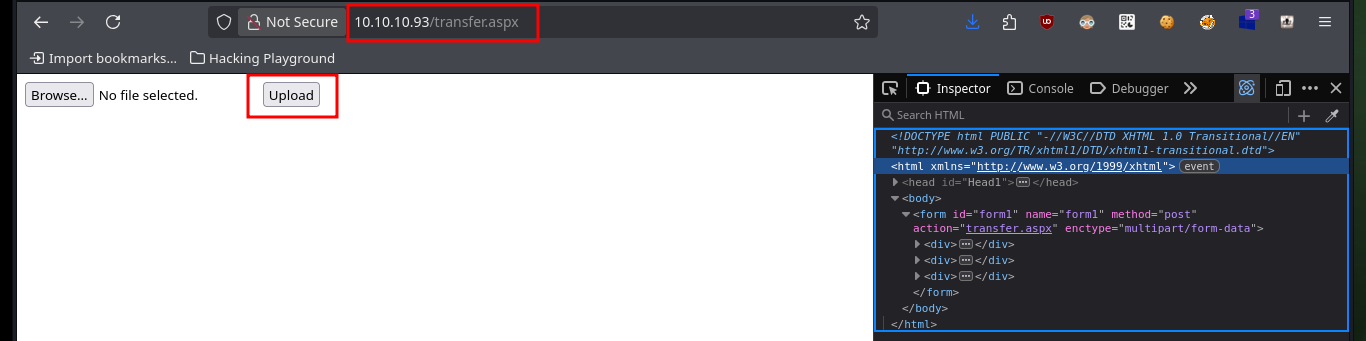 Not Secure 10.10.10.93/transfer.aspx 3
Import bookmarks... Hacking Playground
Browse... No file selected. Upload
Inspector Console Debugger
Search HTML
<!DOCTYPE html PUBLIC "-//W3C//DTD XHTML 1.0 Transitional//EN"
"http://www.w3.org/TR/xhtml1/DTD/xhtml1-transitional.dtd">
<html xmlns="http://www.w3.org/1999/xhtml"> event
<head id="Head1"> ••• </head>
<body>
<form id="form1" name="form1" method="post"
action="transfer.aspx" enctype="multipart/form-data">
<div> ••• </div>
<div> ••• </div>
<div> ••• </div>
</form>
</body>
</html>